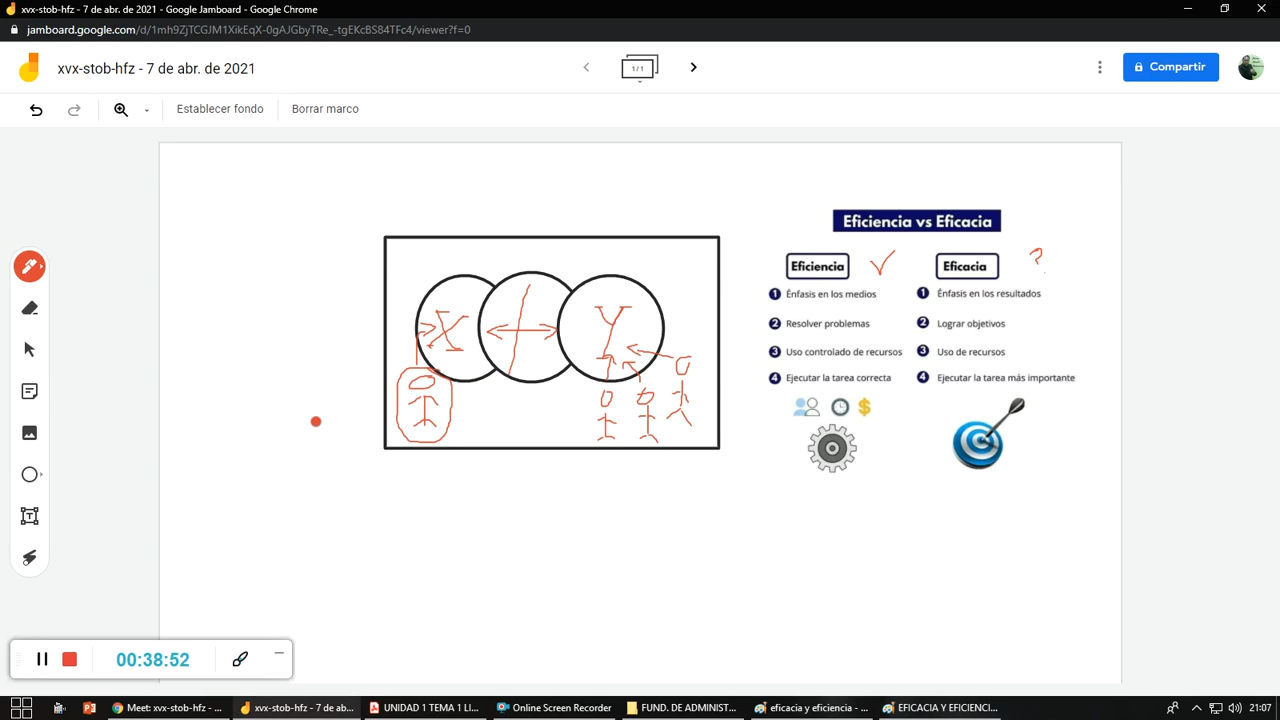 xvx-stob-hfz - 7 de abr. de 2021 - Google Jamboard - Google Chrome
jamboard.google.com/d/1mh9ZjTCGJM1XikEqX-0gAJGbyTRe_-tgEKcBS84TFc4/viewer?f=0
xvx-stob-hfz - 7 de abr. de 2021
1 / 1
Compartir
Establecer fondo
Borrar marco
Eficiencia vs Eficacia
Eficiencia
Eficacia
?
1 Énfasis en los medios
1 Énfasis en los resultados
2 Resolver problemas
2 Lograr objetivos
3 Uso controlado de recursos
3 Uso de recursos
4 Ejecutar la tarea correcta
4 Ejecutar la tarea más importante
X
Y
00:38:52
Meet: xvx-stob-hfz - ...
xvx-stob-hfz - 7 de ab...
UNIDAD 1 TEMA 1 LI...
Online Screen Recorder
FUND. DE ADMINIST...
eficacia y eficiencia - ...
EFICACIA Y EFICIENCI...
21:07